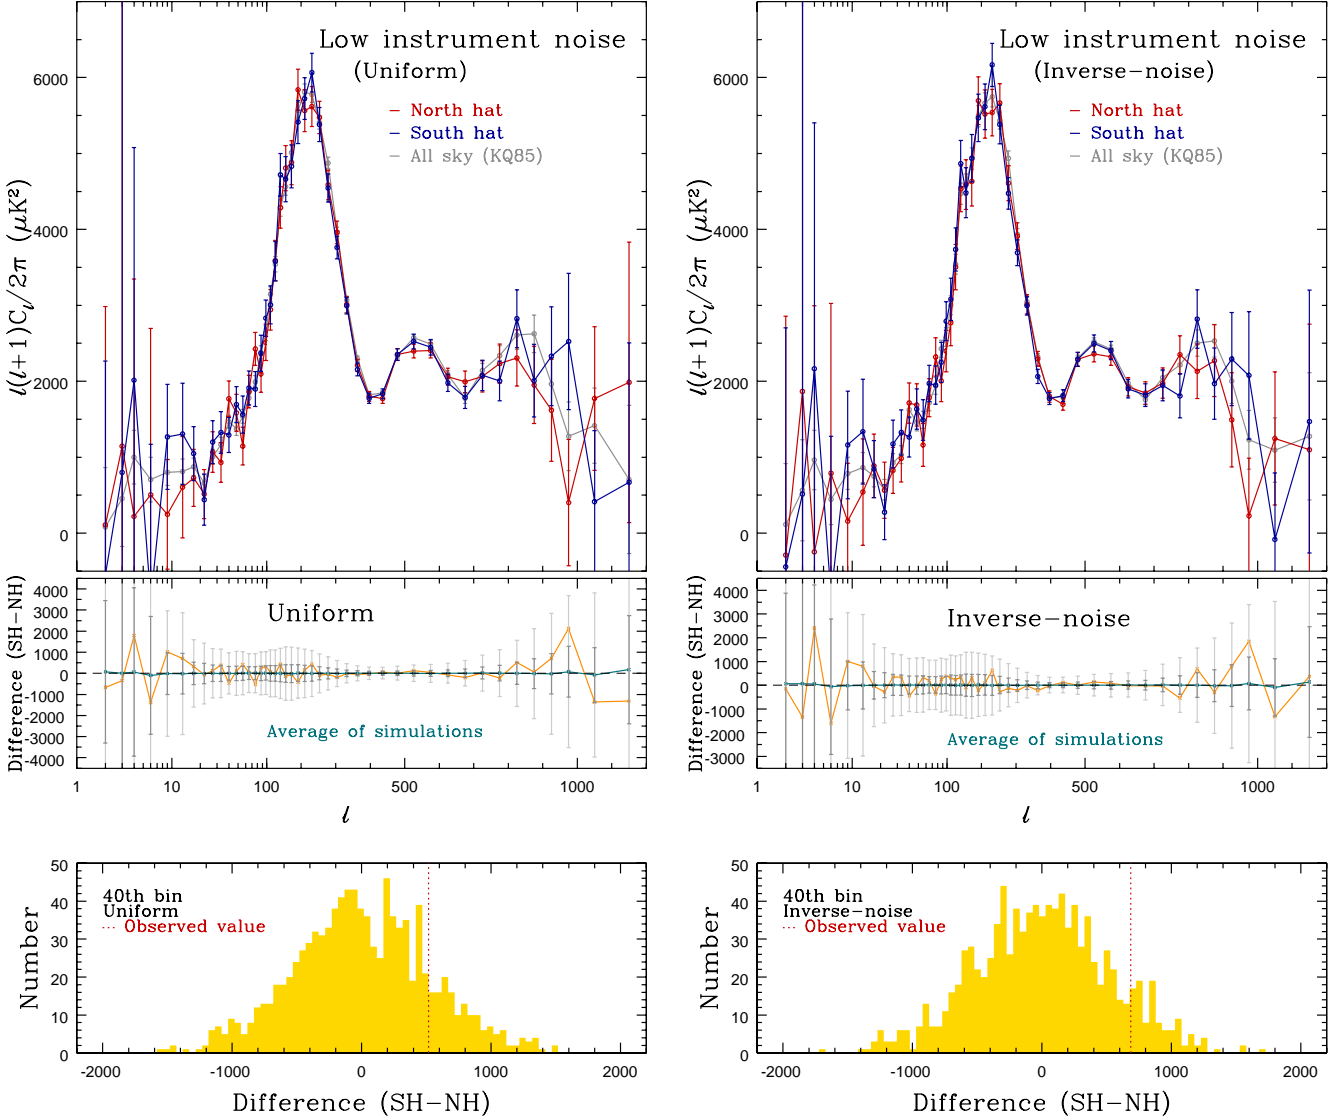 Low instrument noise
(Uniform)
North hat
South hat
All sky (KQ85)
6000
4000
2000
0
ℓ(ℓ+1)Cℓ/2π (μK²)
Low instrument noise
(Inverse−noise)
North hat
South hat
All sky (KQ85)
6000
4000
2000
0
ℓ(ℓ+1)Cℓ/2π (μK²)
Uniform
Average of simulations
4000
3000
2000
1000
0
-1000
-2000
-3000
-4000
Difference (SH−NH)
1
10
100
500
1000
ℓ
Inverse−noise
Average of simulations
4000
3000
2000
1000
0
-1000
-2000
-3000
Difference (SH−NH)
1
10
100
500
1000
ℓ
40th bin
Uniform
Observed value
50
40
30
20
10
0
Number
-2000
-1000
0
1000
2000
Difference (SH−NH)
40th bin
Inverse−noise
Observed value
50
40
30
20
10
0
Number
-2000
-1000
0
1000
2000
Difference (SH−NH)